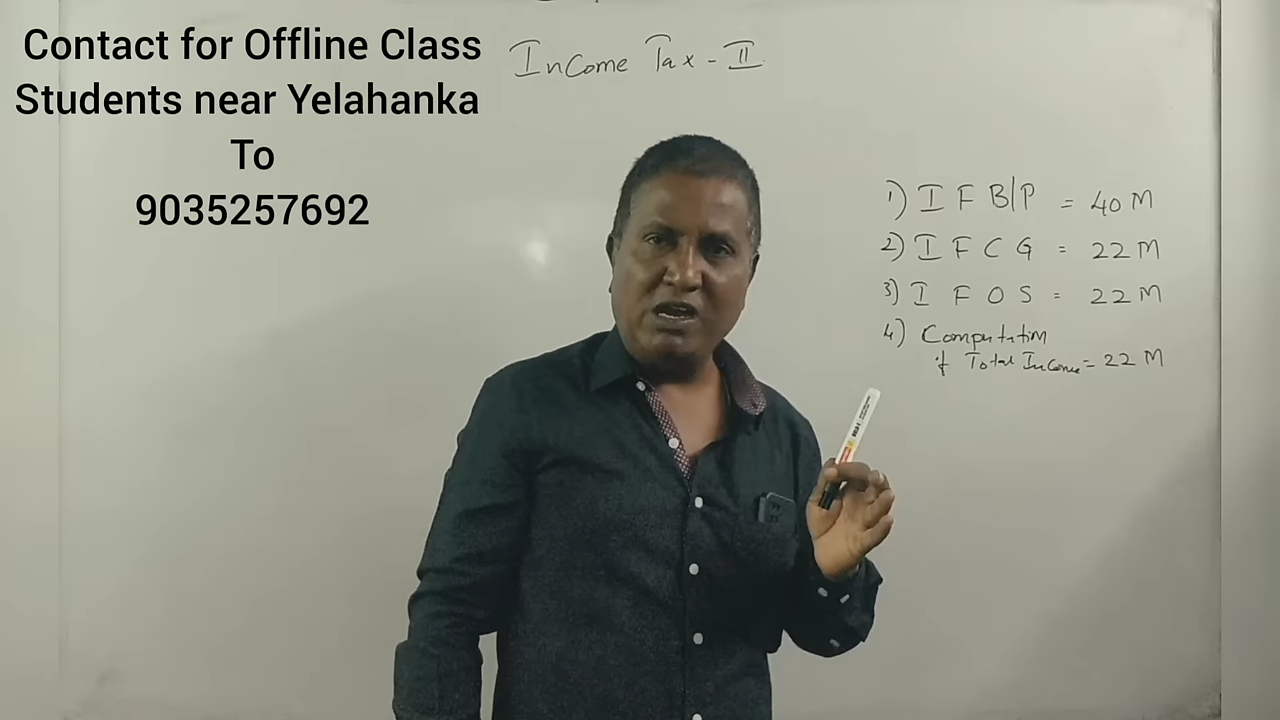 Contact for Offline Class
Students near Yelahanka
To
9035257692
Income Tax - II
1) I F B/P = 40 M
2) I F C G = 22 M
3) I F O S = 22 M
4) Computation
of Total Income = 22 M